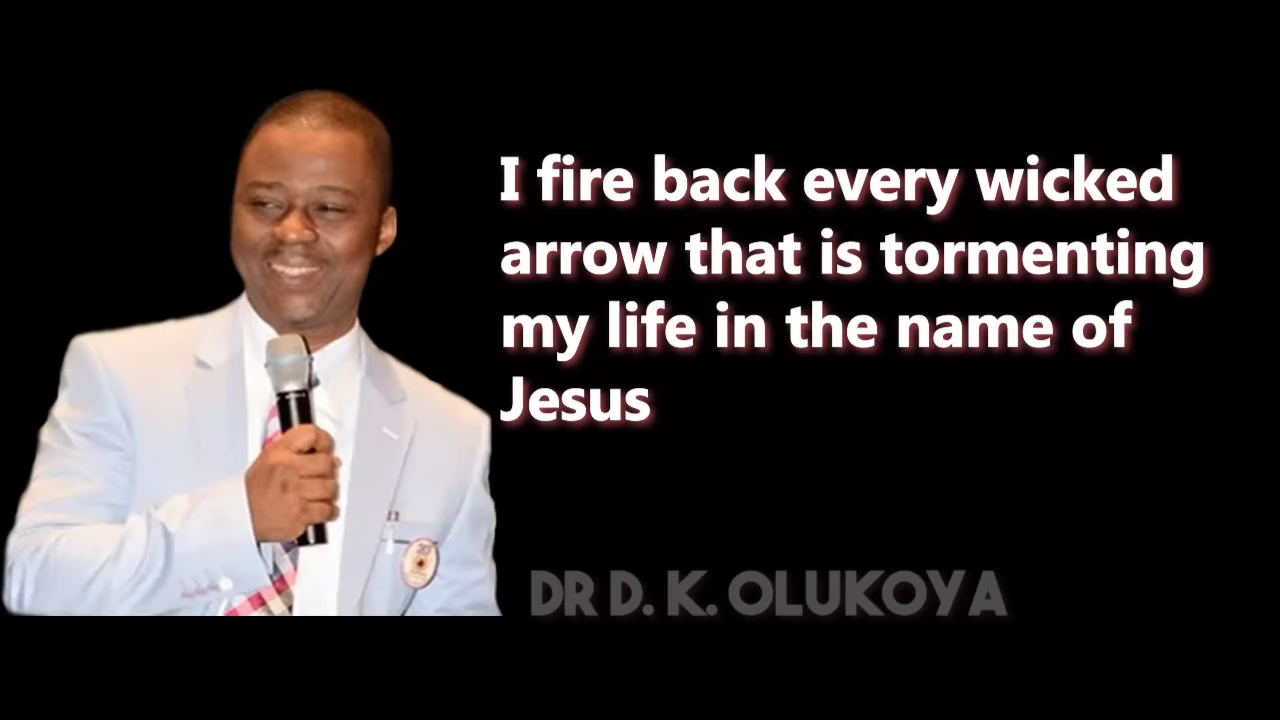 I fire back every wicked
arrow that is tormenting
my life in the name of
Jesus
DR D. K. OLUKOYA